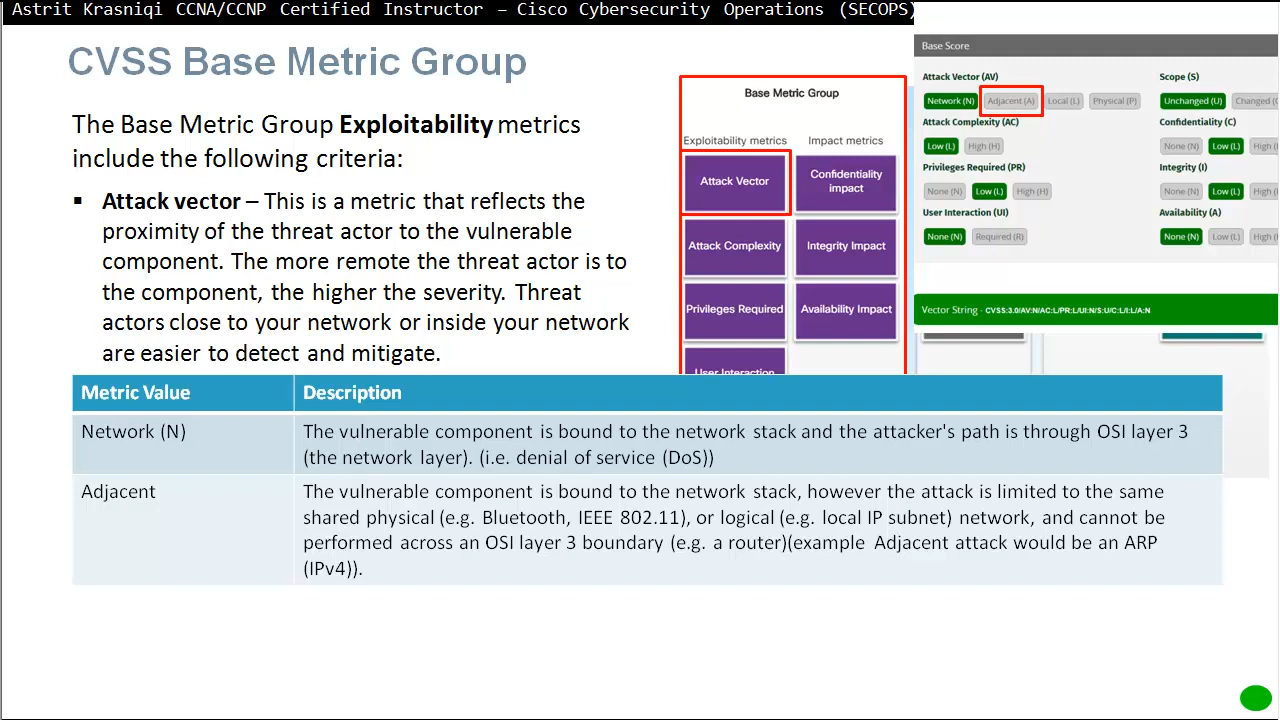 Astrit Krasniqi CCNA/CCNP Certified Instructor – Cisco Cybersecurity Operations (SECOPS)
CVSS Base Metric Group
The Base Metric Group Exploitability metrics
include the following criteria:
▪ Attack vector – This is a metric that reflects the
proximity of the threat actor to the vulnerable
component. The more remote the threat actor is to
the component, the higher the severity. Threat
actors close to your network or inside your network
are easier to detect and mitigate.
Base Metric Group
Exploitability metrics
Impact metrics
Attack Vector
Confidentiality
impact
Attack Complexity
Integrity Impact
Privileges Required
Availability Impact
User Interaction
Base Score
Attack Vector (AV)
Network (N) Adjacent (A) Local (L) Physical (P)
Attack Complexity (AC)
Low (L) High (H)
Privileges Required (PR)
None (N) Low (L) High (H)
User Interaction (UI)
None (N) Required (R)
Scope (S)
Unchanged (U) Changed (C
Confidentiality (C)
None (N) Low (L) High (H
Integrity (I)
None (N) Low (L) High (H
Availability (A)
None (N) Low (L) High (H
Vector String - CVSS:3.0/AV:N/AC:L/PR:L/UI:N/S:U/C:L/I:L/A:N
Metric Value Description
Network (N)
The vulnerable component is bound to the network stack and the attacker's path is through OSI layer 3
(the network layer). (i.e. denial of service (DoS))
Adjacent
The vulnerable component is bound to the network stack, however the attack is limited to the same
shared physical (e.g. Bluetooth, IEEE 802.11), or logical (e.g. local IP subnet) network, and cannot be
performed across an OSI layer 3 boundary (e.g. a router)(example Adjacent attack would be an ARP
(IPv4)).